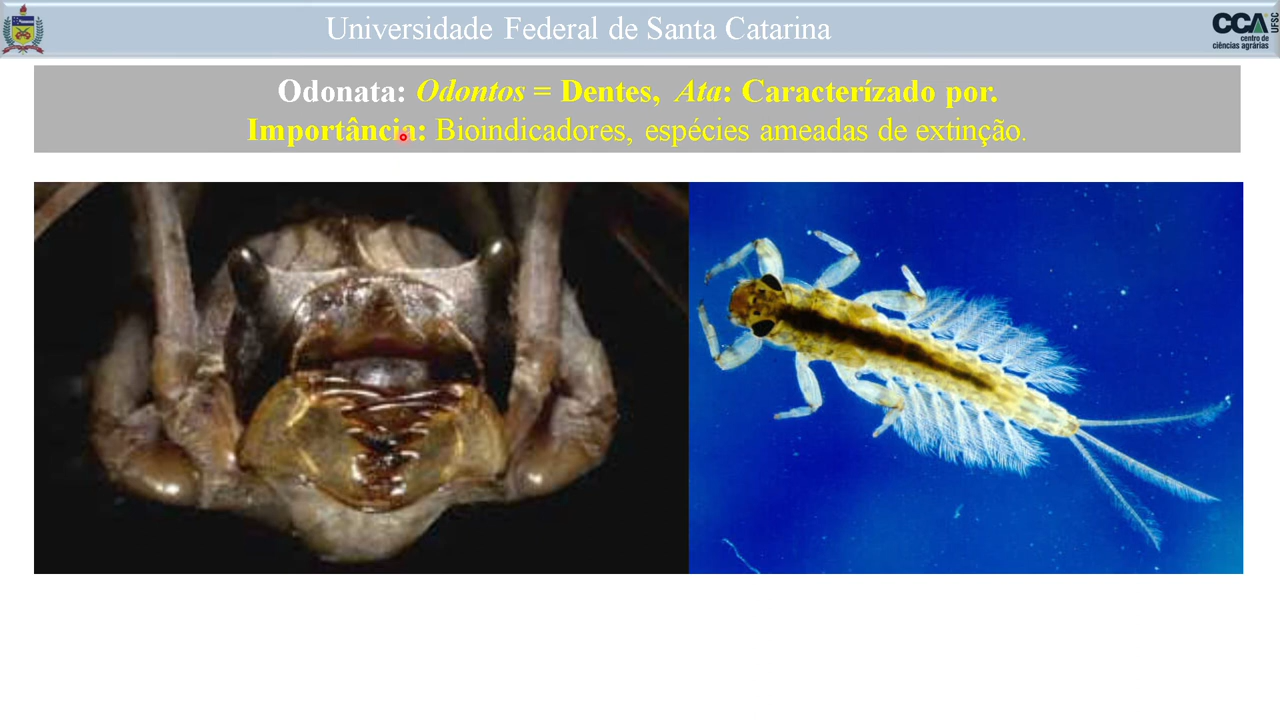 Universidade Federal de Santa Catarina
CCA
UFSC
centro de
ciências agrárias
Odonata: Odontos = Dentes, Ata: Caracterízado por.
Importância: Bioindicadores, espécies ameadas de extinção.